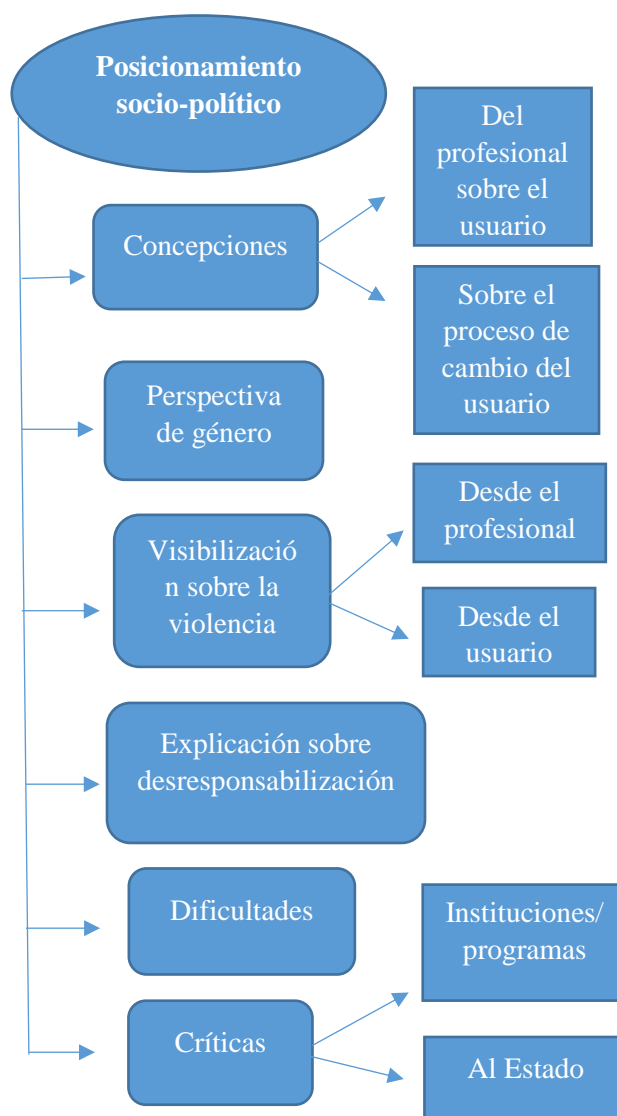 Posicionamiento
socio-político
Concepciones
Del
profesional
sobre el
usuario
Sobre el
proceso de
cambio del
usuario
Perspectiva
de género
Visibilizació
n sobre la
violencia
Desde el
profesional
Desde el
usuario
Explicación sobre
desresponsabilización
Dificultades
Críticas
Instituciones/
programas
Al Estado